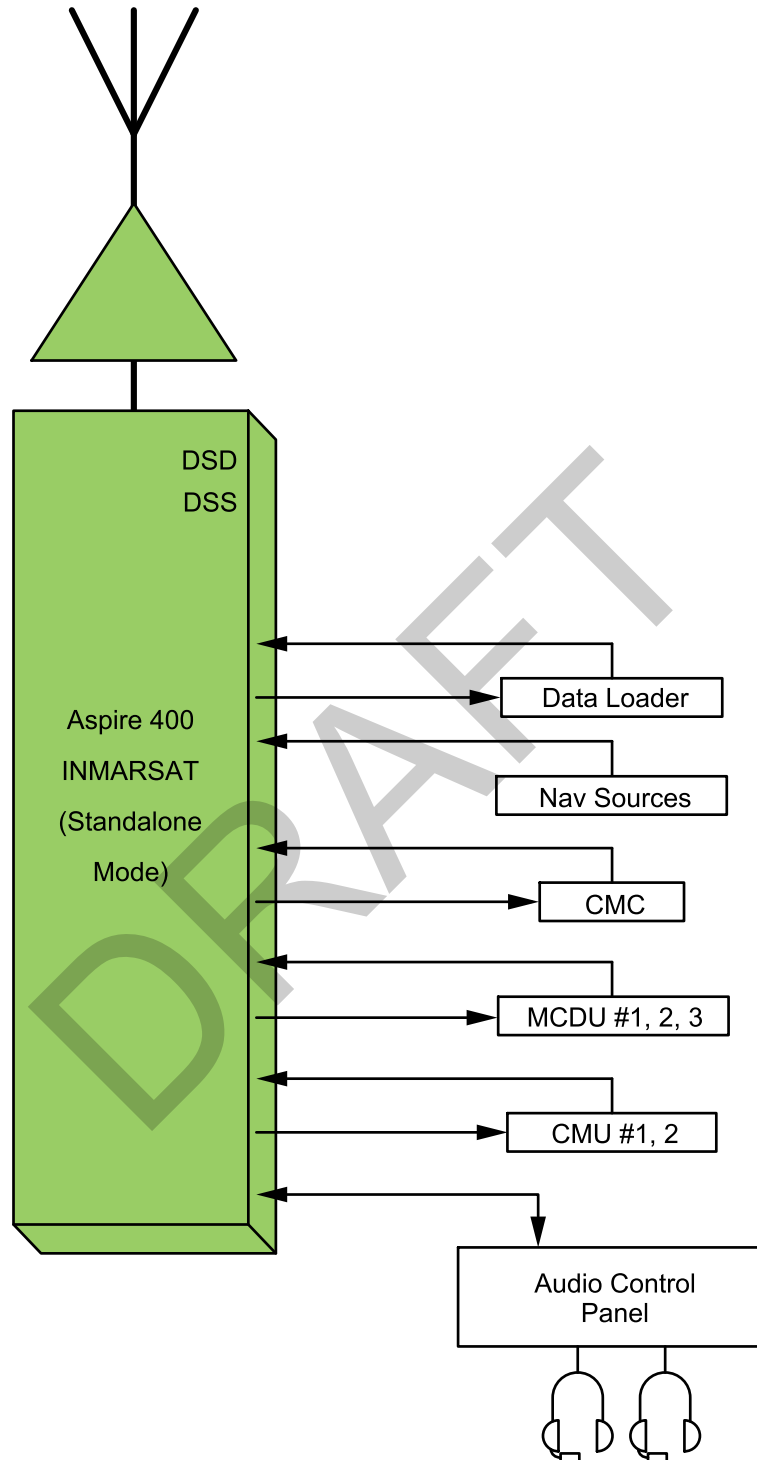 DSD
DSS
Aspire 400
INMARSAT
(Standalone
Mode)
Data Loader
Nav Sources
CMC
MCDU #1, 2, 3
CMU #1, 2
Audio Control
Panel
DRAFT